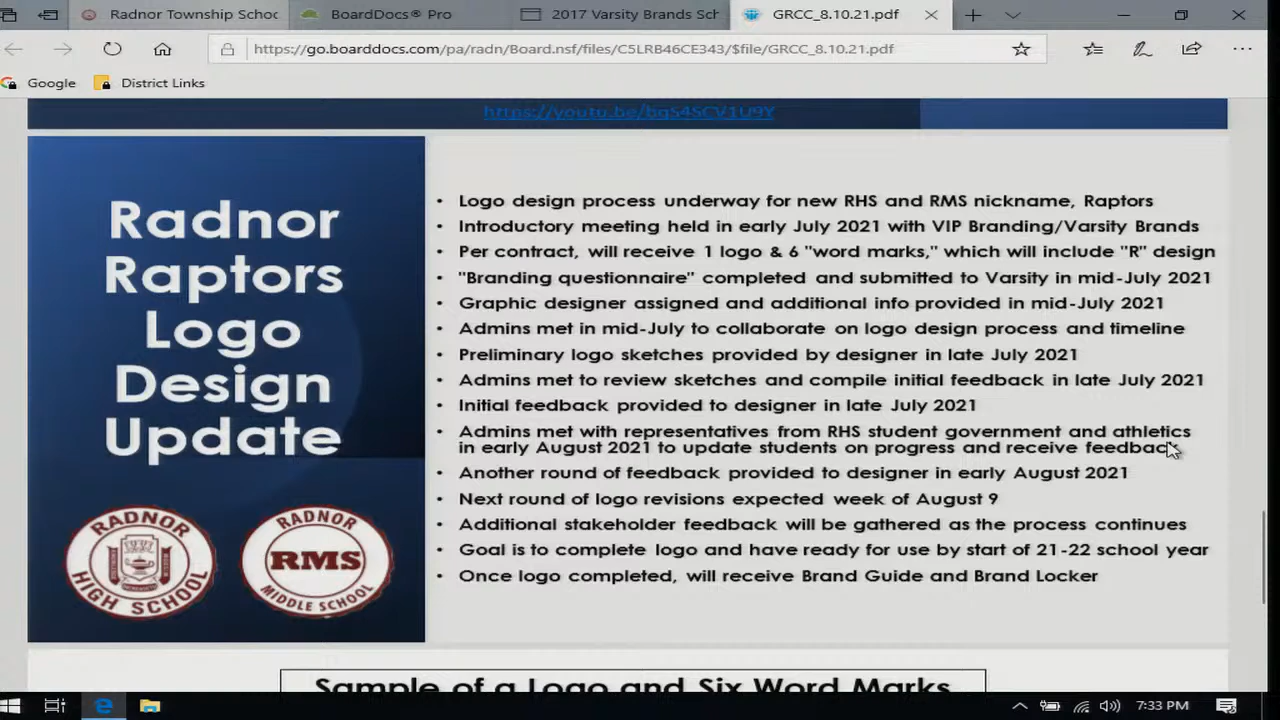 Radnor Township Schoo
BoardDocs® Pro
2017 Varsity Brands Sch
GRCC_8.10.21.pdf
https://go.boarddocs.com/pa/radn/Board.nsf/files/C5LRB46CE343/$file/GRCC_8.10.21.pdf
Google
District Links
Radnor
Raptors
Logo
Design
Update
RADNOR
HIGH SCHOOL
RADNOR
RMS
MIDDLE SCHOOL
• Logo design process underway for new RHS and RMS nickname, Raptors
• Introductory meeting held in early July 2021 with VIP Branding/Varsity Brands
• Per contract, will receive 1 logo & 6 "word marks," which will include "R" design
• "Branding questionnaire" completed and submitted to Varsity in mid-July 2021
• Graphic designer assigned and additional info provided in mid-July 2021
• Admins met in mid-July to collaborate on logo design process and timeline
• Preliminary logo sketches provided by designer in late July 2021
• Admins met to review sketches and compile initial feedback in late July 2021
• Initial feedback provided to designer in late July 2021
• Admins met with representatives from RHS student government and athletics
in early August 2021 to update students on progress and receive feedback
• Another round of feedback provided to designer in early August 2021
• Next round of logo revisions expected week of August 9
• Additional stakeholder feedback will be gathered as the process continues
• Goal is to complete logo and have ready for use by start of 21-22 school year
• Once logo completed, will receive Brand Guide and Brand Locker
Sample of a Logo and Six Word Marks
7:33 PM